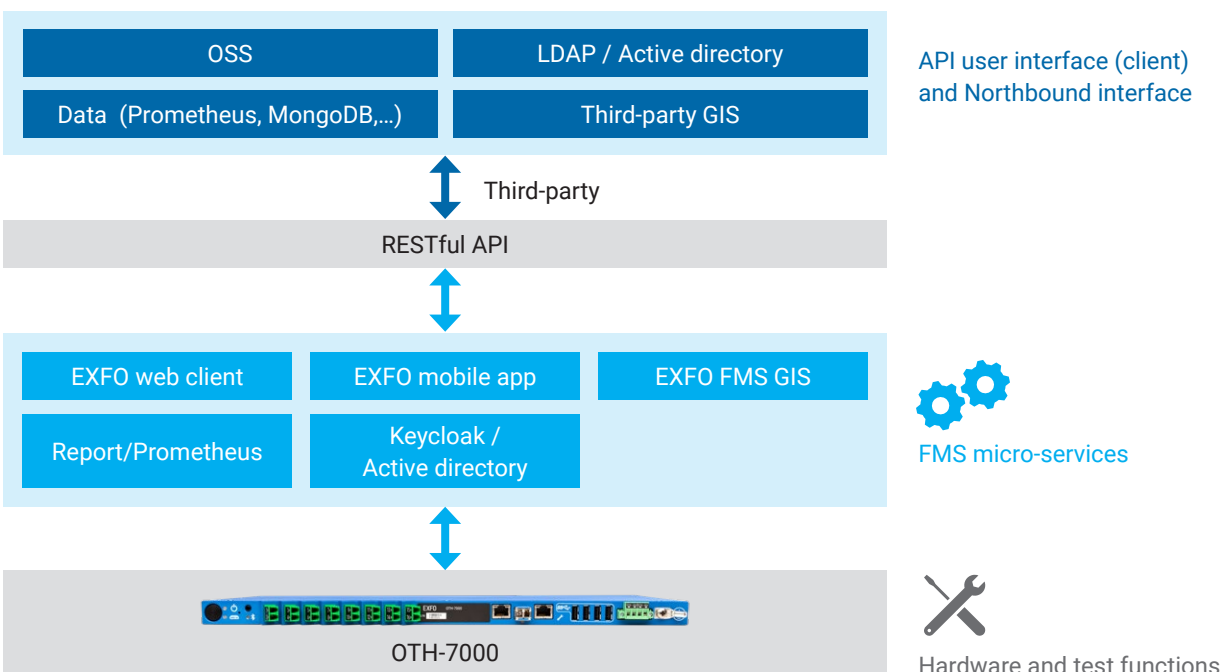 OSS
LDAP / Active directory
Data (Prometheus, MongoDB,…)
Third-party GIS
API user interface (client)
and Northbound interface
Third-party
RESTful API
EXFO web client
EXFO mobile app
EXFO FMS GIS
Report/Prometheus
Keycloak /
Active directory
FMS micro-services
EXFO
OTH-7000
OTH-7000
Hardware and test functions